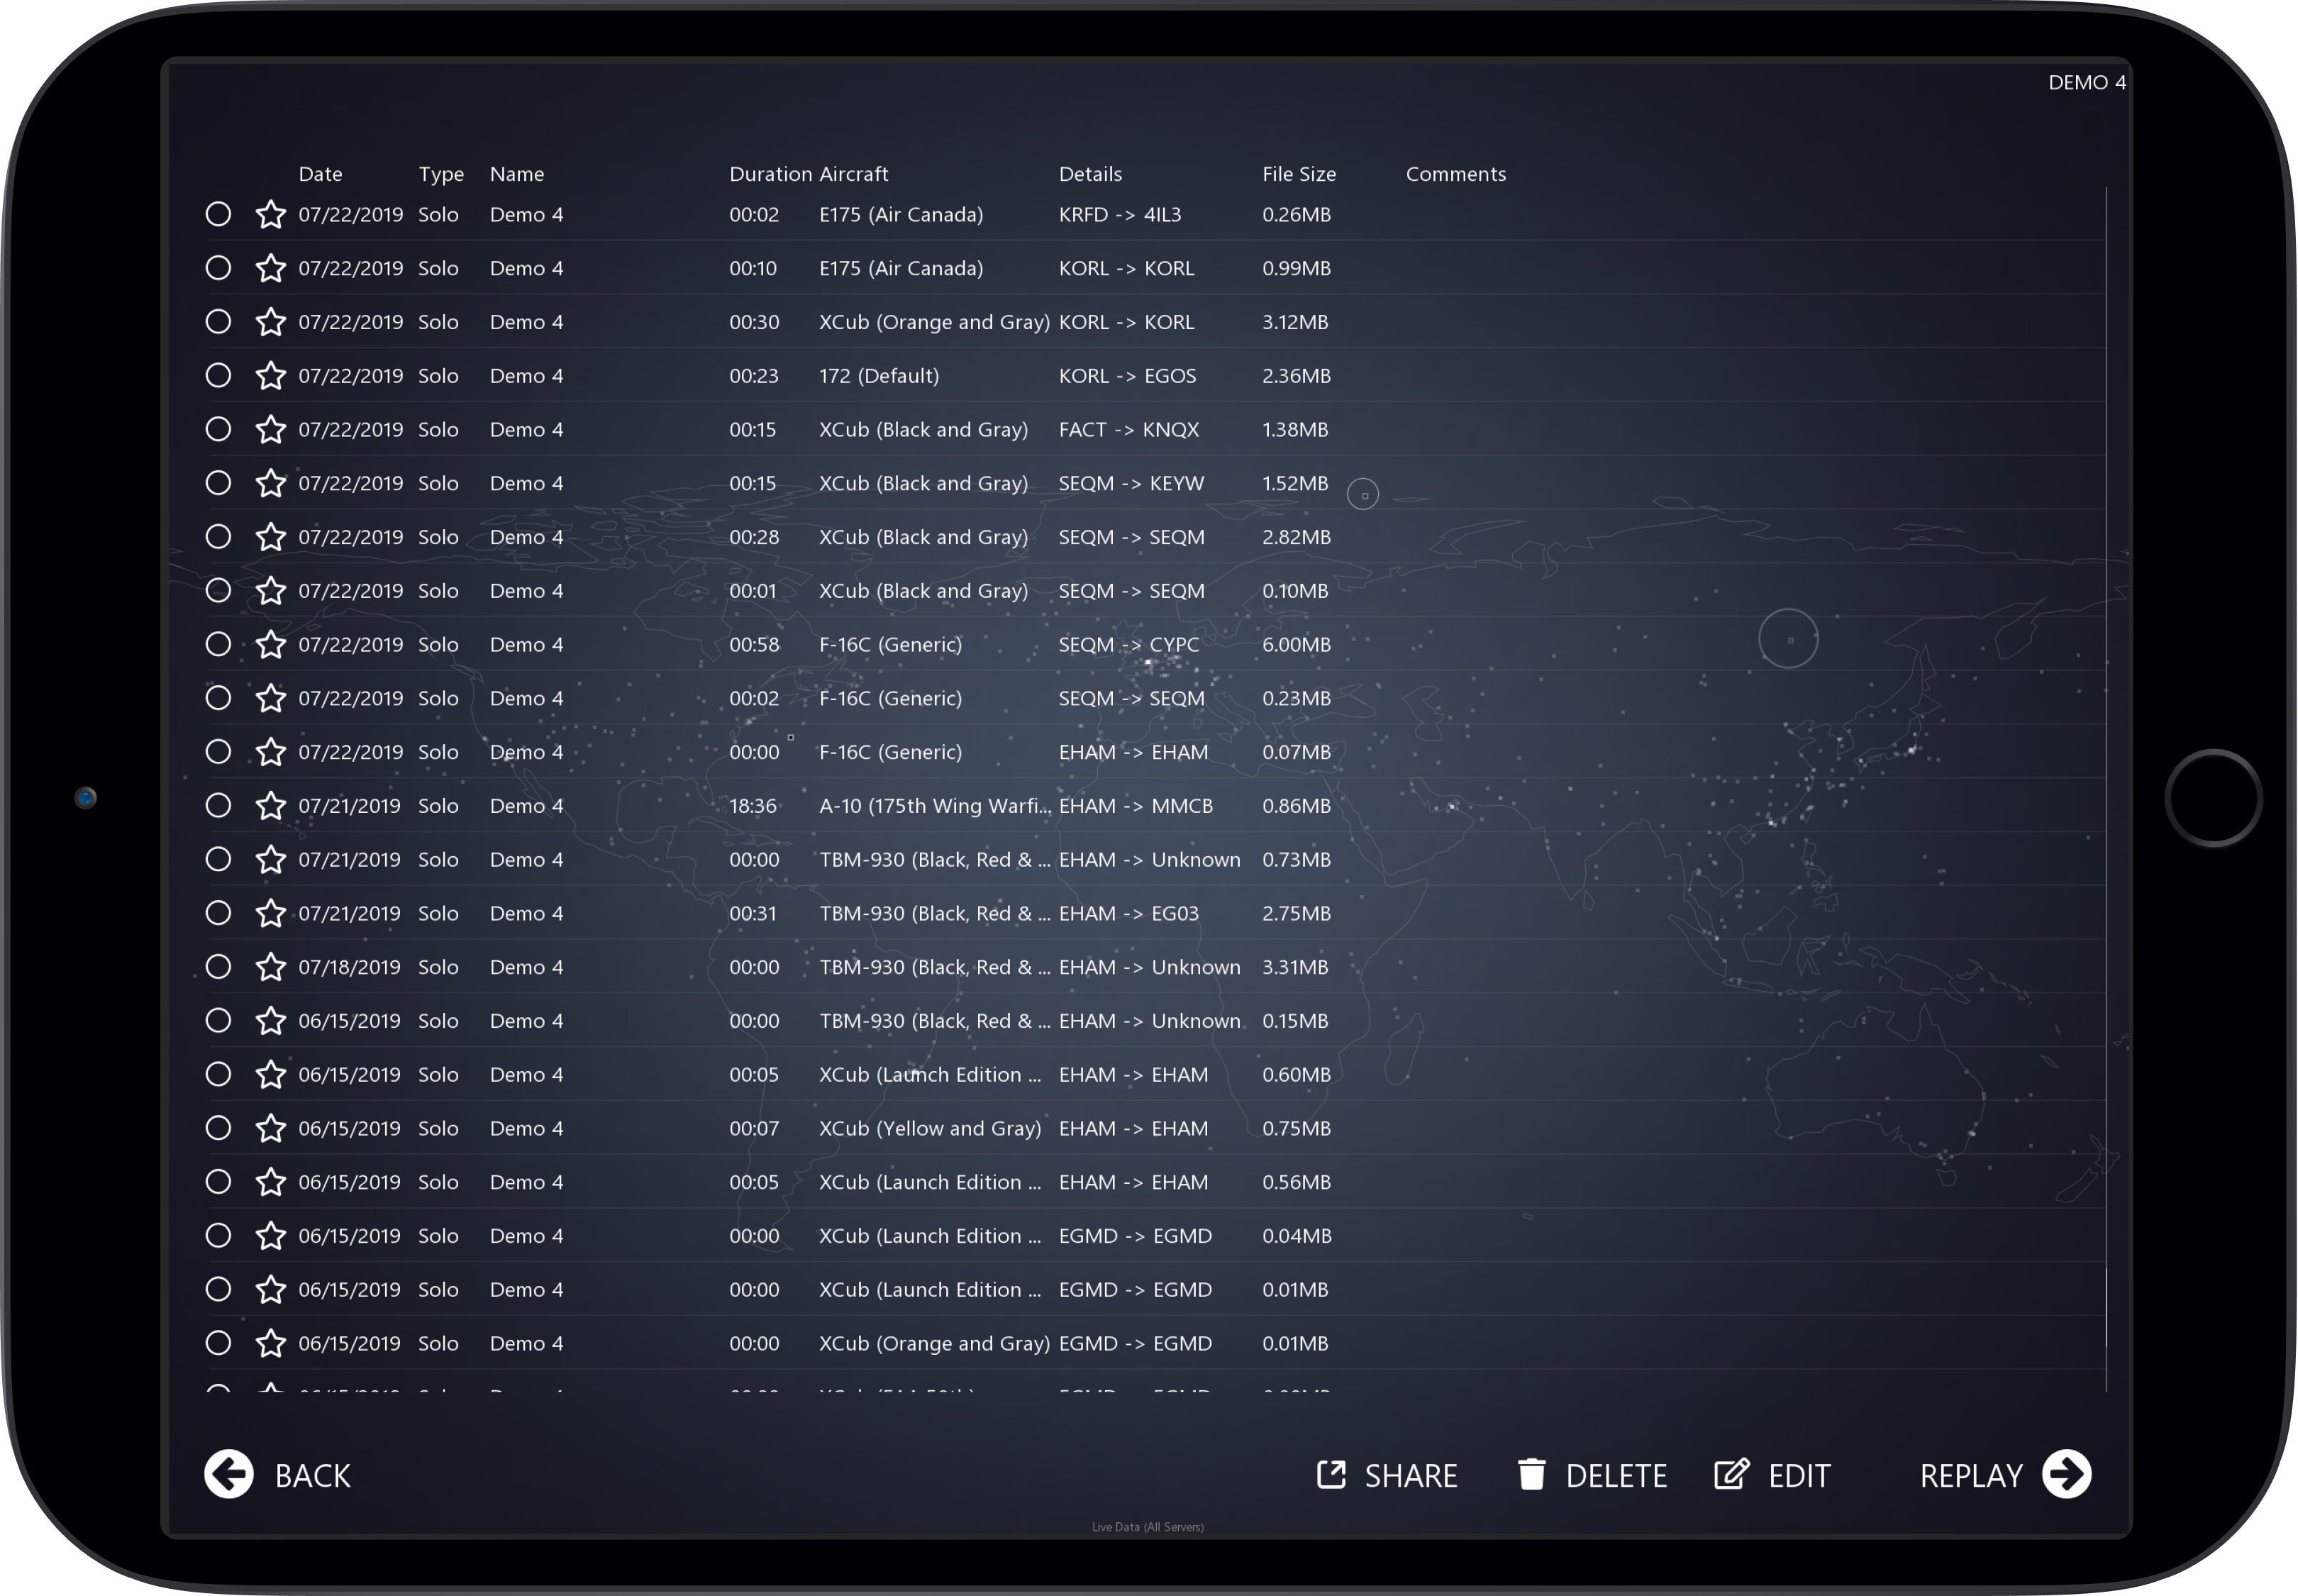 DEMO 4
Date Type Name Duration Aircraft Details File Size Comments
07/22/2019 Solo Demo 4 00:02 E175 (Air Canada) KRFD -> 4IL3 0.26MB
07/22/2019 Solo Demo 4 00:10 E175 (Air Canada) KORL -> KORL 0.99MB
07/22/2019 Solo Demo 4 00:30 XCub (Orange and Gray) KORL -> KORL 3.12MB
07/22/2019 Solo Demo 4 00:23 172 (Default) KORL -> EGOS 2.36MB
07/22/2019 Solo Demo 4 00:15 XCub (Black and Gray) FACT -> KNQX 1.38MB
07/22/2019 Solo Demo 4 00:15 XCub (Black and Gray) SEQM -> KEYW 1.52MB
07/22/2019 Solo Demo 4 00:28 XCub (Black and Gray) SEQM -> SEQM 2.82MB
07/22/2019 Solo Demo 4 00:01 XCub (Black and Gray) SEQM -> SEQM 0.10MB
07/22/2019 Solo Demo 4 00:58 F-16C (Generic) SEQM -> CYPC 6.00MB
07/22/2019 Solo Demo 4 00:02 F-16C (Generic) SEQM -> SEQM 0.23MB
07/22/2019 Solo Demo 4 00:00 F-16C (Generic) EHAM -> EHAM 0.07MB
07/21/2019 Solo Demo 4 18:36 A-10 (175th Wing Warfi... EHAM -> MMCB 0.86MB
07/21/2019 Solo Demo 4 00:00 TBM-930 (Black, Red & ... EHAM -> Unknown 0.73MB
07/21/2019 Solo Demo 4 00:31 TBM-930 (Black, Red & ... EHAM -> EG03 2.75MB
07/18/2019 Solo Demo 4 00:00 TBM-930 (Black, Red & ... EHAM -> Unknown 3.31MB
06/15/2019 Solo Demo 4 00:00 TBM-930 (Black, Red & ... EHAM -> Unknown 0.15MB
06/15/2019 Solo Demo 4 00:05 XCub (Launch Edition ... EHAM -> EHAM 0.60MB
06/15/2019 Solo Demo 4 00:07 XCub (Yellow and Gray) EHAM -> EHAM 0.75MB
06/15/2019 Solo Demo 4 00:05 XCub (Launch Edition ... EHAM -> EHAM 0.56MB
06/15/2019 Solo Demo 4 00:00 XCub (Launch Edition ... EGMD -> EGMD 0.04MB
06/15/2019 Solo Demo 4 00:00 XCub (Launch Edition ... EGMD -> EGMD 0.01MB
06/15/2019 Solo Demo 4 00:00 XCub (Orange and Gray) EGMD -> EGMD 0.01MB
BACK SHARE DELETE EDIT REPLAY
Live Data (All Servers)